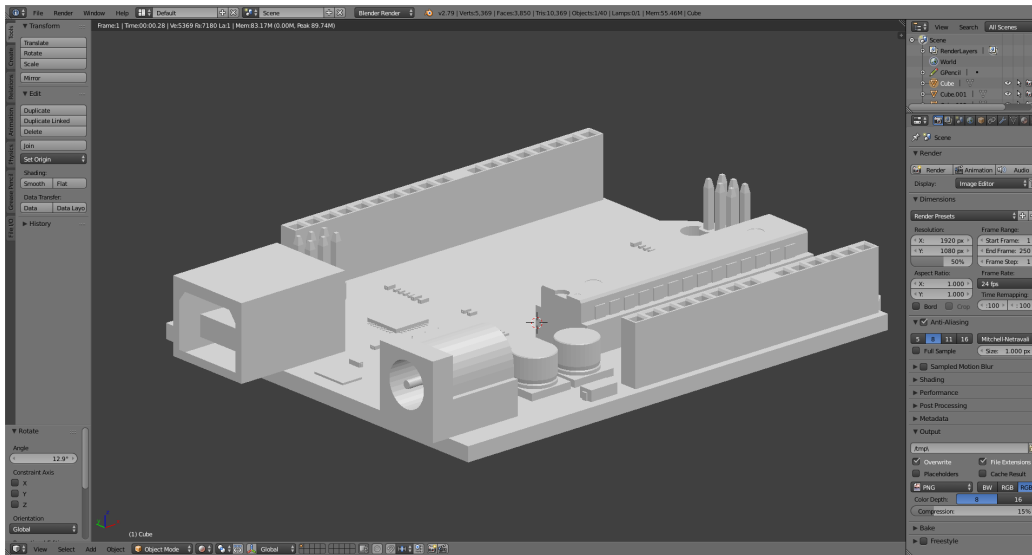 File Render Window Help Default Scene Blender Render v2.79 | Verts:5,369 | Faces:3,850 | Tris:10,369 | Objects:1/40 | Lamps:0/1 | Mem:55.46M | Cube
Frame:1 | Time:00:00.28 | Ve:5369 Fa:7180 La:1 | Mem:83.17M (0.00M, Peak 89.74M)
Tools
Create
Relations
Animation
Physics
Grease Pencil
File I/O
Transform
Translate
Rotate
Scale
Mirror
Edit
Duplicate
Duplicate Linked
Delete
Join
Set Origin
Shading:
Smooth Flat
Data Transfer:
Data Data Layo
History
Rotate
Angle
12.9°
Constraint Axis
X
Y
Z
Orientation
Global
(1) Cube
View Select Add Object Object Mode Global
View Search All Scenes
Scene
RenderLayers
World
GPencil
Cube
Cube.001
Scene
Render
Render Animation Audio
Display: Image Editor
Dimensions
Render Presets
Resolution: Frame Range:
X: 1920 px Start Frame: 1
Y: 1080 px End Frame: 250
50% Frame Step: 1
Aspect Ratio: Frame Rate:
X: 1.000 24 fps
Y: 1.000 Time Remapping:
Bord Crop :100 : 100
Anti-Aliasing
5 8 11 16 Mitchell-Netravali
Full Sample Size: 1.000 px
Sampled Motion Blur
Shading
Performance
Post Processing
Metadata
Output
/tmp\
Overwrite File Extensions
Placeholders Cache Result
PNG BW RGB RGB
Color Depth: 8 16
Compression: 15%
Bake
Freestyle